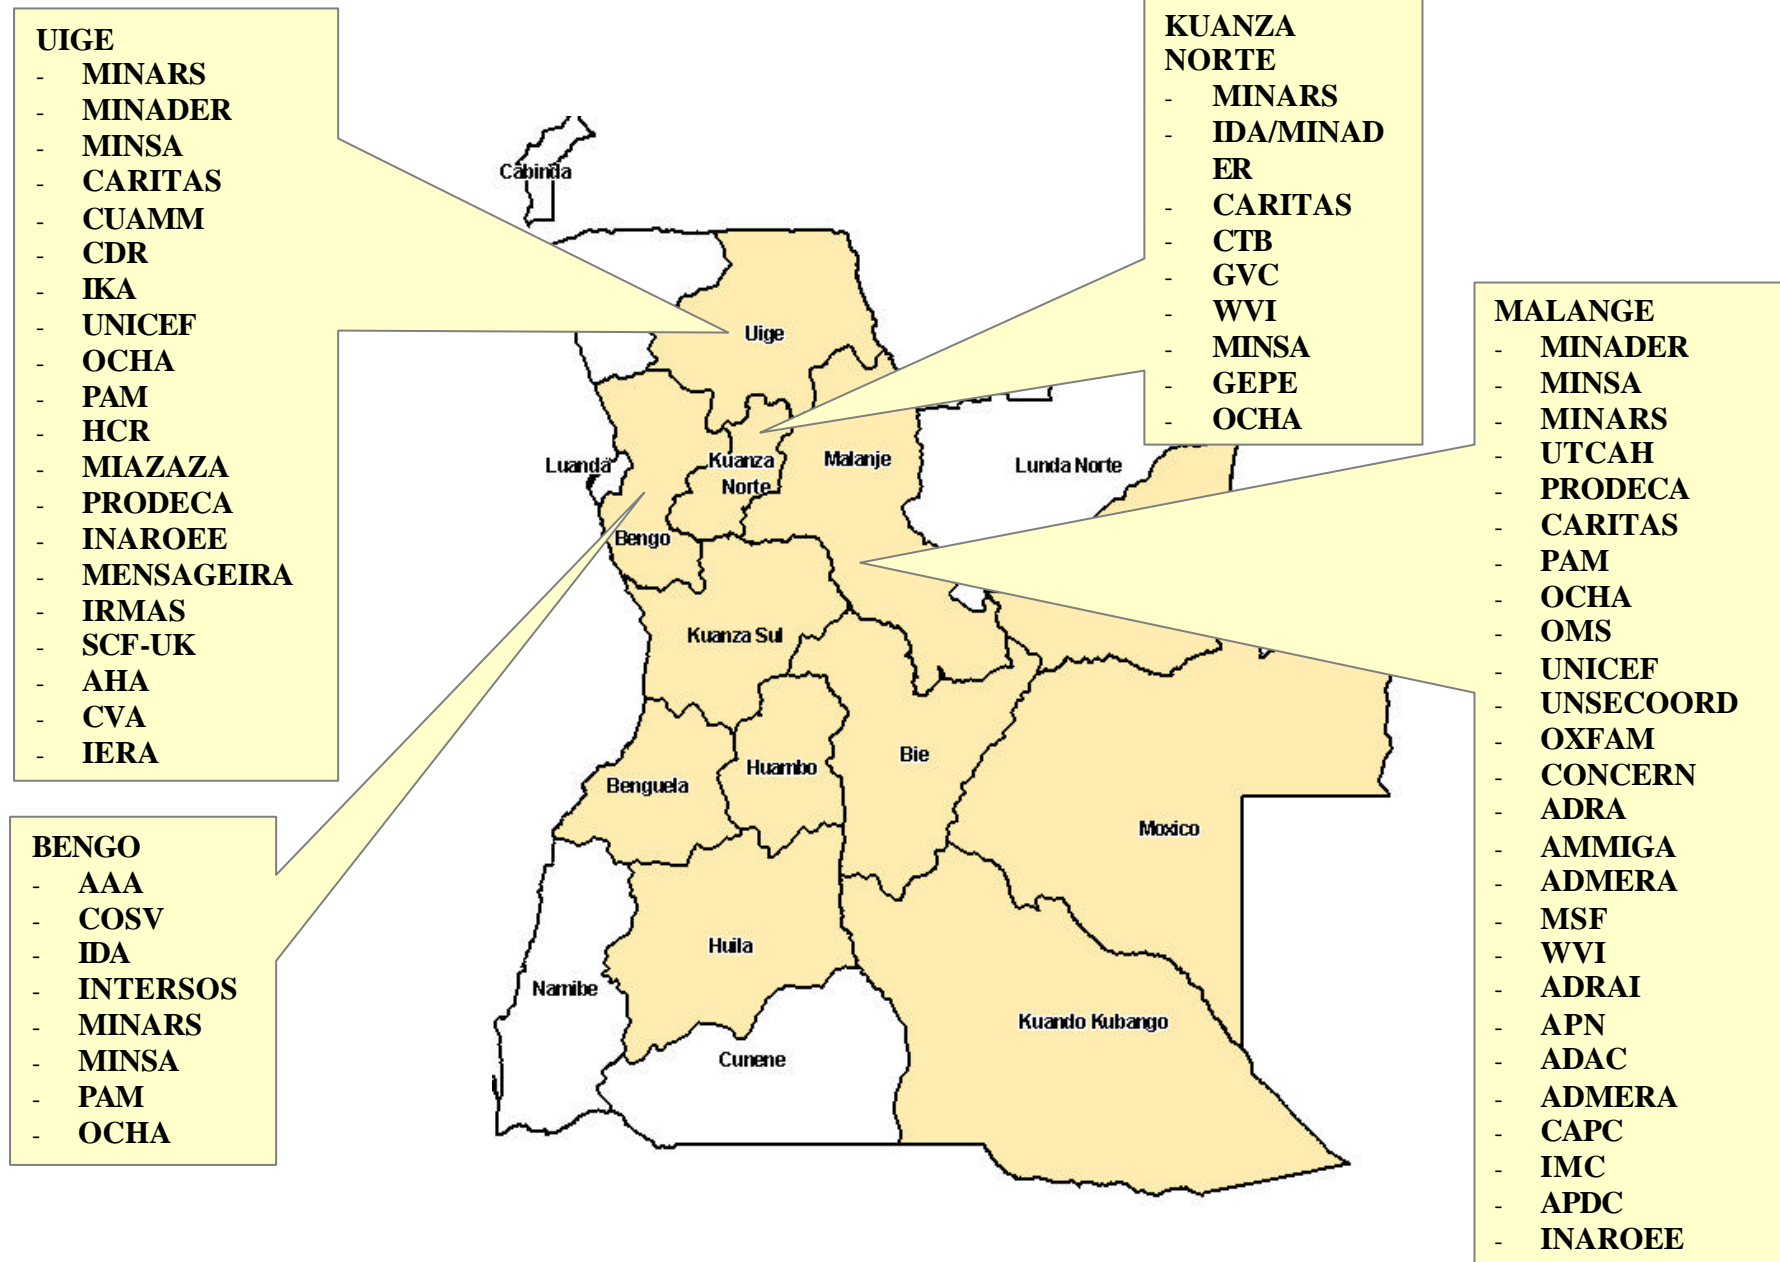 UIGE
- MINARS
- MINADER
- MINSA
- CARITAS
- CUAMM
- CDR
- IKA
- UNICEF
- OCHA
- PAM
- HCR
- MIAZAZA
- PRODECA
- INAROEE
- MENSAGEIRA
- IRMAS
- SCF-UK
- AHA
- CVA
- IERA
BENGO
- AAA
- COSV
- IDA
- INTERSOS
- MINARS
- MINSA
- PAM
- OCHA
KUANZA
NORTE
- MINARS
- IDA/MINAD
ER
- CARITAS
- CTB
- GVC
- WVI
- MINSA
- GEPE
- OCHA
MALANGE
- MINADER
- MINSA
- MINARS
- UTCAH
- PRODECA
- CARITAS
- PAM
- OCHA
- OMS
- UNICEF
- UNSECOORD
- OXFAM
- CONCERN
- ADRA
- AMMIGA
- ADMERA
- MSF
- WVI
- ADRAI
- APN
- ADAC
- ADMERA
- CAPC
- IMC
- APDC
- INAROEE
Cabinda
Uige
Luanda
Kuanza
Norte
Malanje
Lunda Norte
Bengo
Kuanza Sul
Benguela
Huambo
Bie
Moxico
Huila
Namibe
Cunene
Kuando Kubango